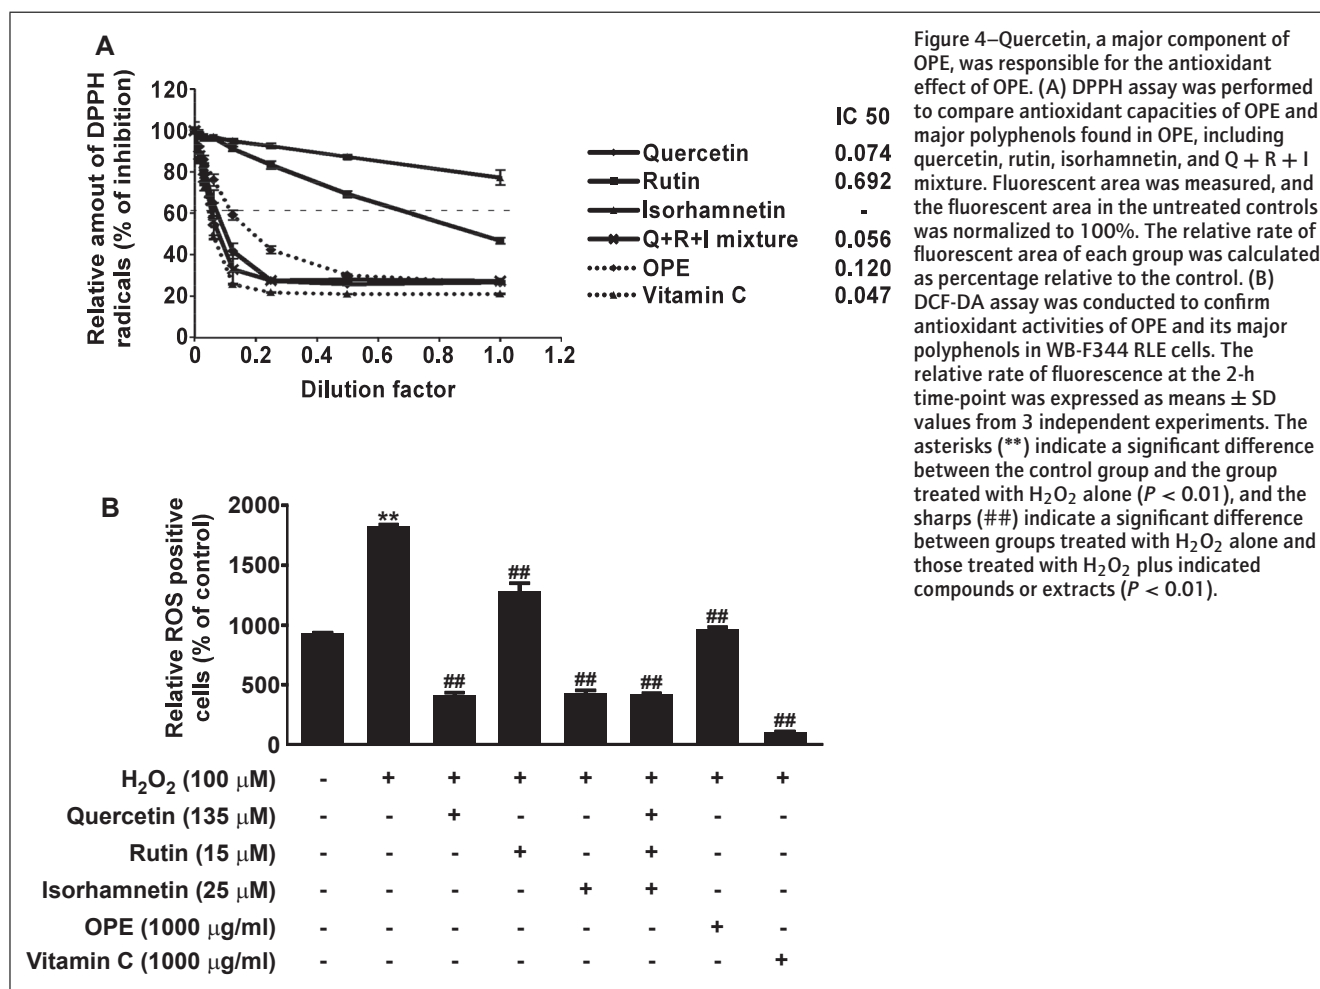 A
Relative amout of DPPH
radicals (% of inhibition)
120
100
80
60
40
20
0
0
0.2
0.4
0.6
0.8
1.0
1.2
Dilution factor
IC 50
Quercetin 0.074
Rutin 0.692
Isorhamnetin -
Q+R+I mixture 0.056
OPE 0.120
Vitamin C 0.047
Figure 4–Quercetin, a major component of
OPE, was responsible for the antioxidant
effect of OPE. (A) DPPH assay was performed
to compare antioxidant capacities of OPE and
major polyphenols found in OPE, including
quercetin, rutin, isorhamnetin, and Q + R + I
mixture. Fluorescent area was measured, and
the fluorescent area in the untreated controls
was normalized to 100%. The relative rate of
fluorescent area of each group was calculated
as percentage relative to the control. (B)
DCF-DA assay was conducted to confirm
antioxidant activities of OPE and its major
polyphenols in WB-F344 RLE cells. The
relative rate of fluorescence at the 2-h
time-point was expressed as means ± SD
values from 3 independent experiments. The
asterisks (**) indicate a significant difference
between the control group and the group
treated with H₂O₂ alone (P < 0.01), and the
sharps (##) indicate a significant difference
between groups treated with H₂O₂ alone and
those treated with H₂O₂ plus indicated
compounds or extracts (P < 0.01).
B
Relative ROS positive
cells (% of control)
2000
1500
1000
500
0
**
##
##
##
##
##
##
H₂O₂ (100 μM) - + + + + + + +
Quercetin (135 μM) - - + - - + - -
Rutin (15 μM) - - - + - + - -
Isorhamnetin (25 μM) - - - - + + - -
OPE (1000 μg/ml) - - - - - - + -
Vitamin C (1000 μg/ml) - - - - - - - +